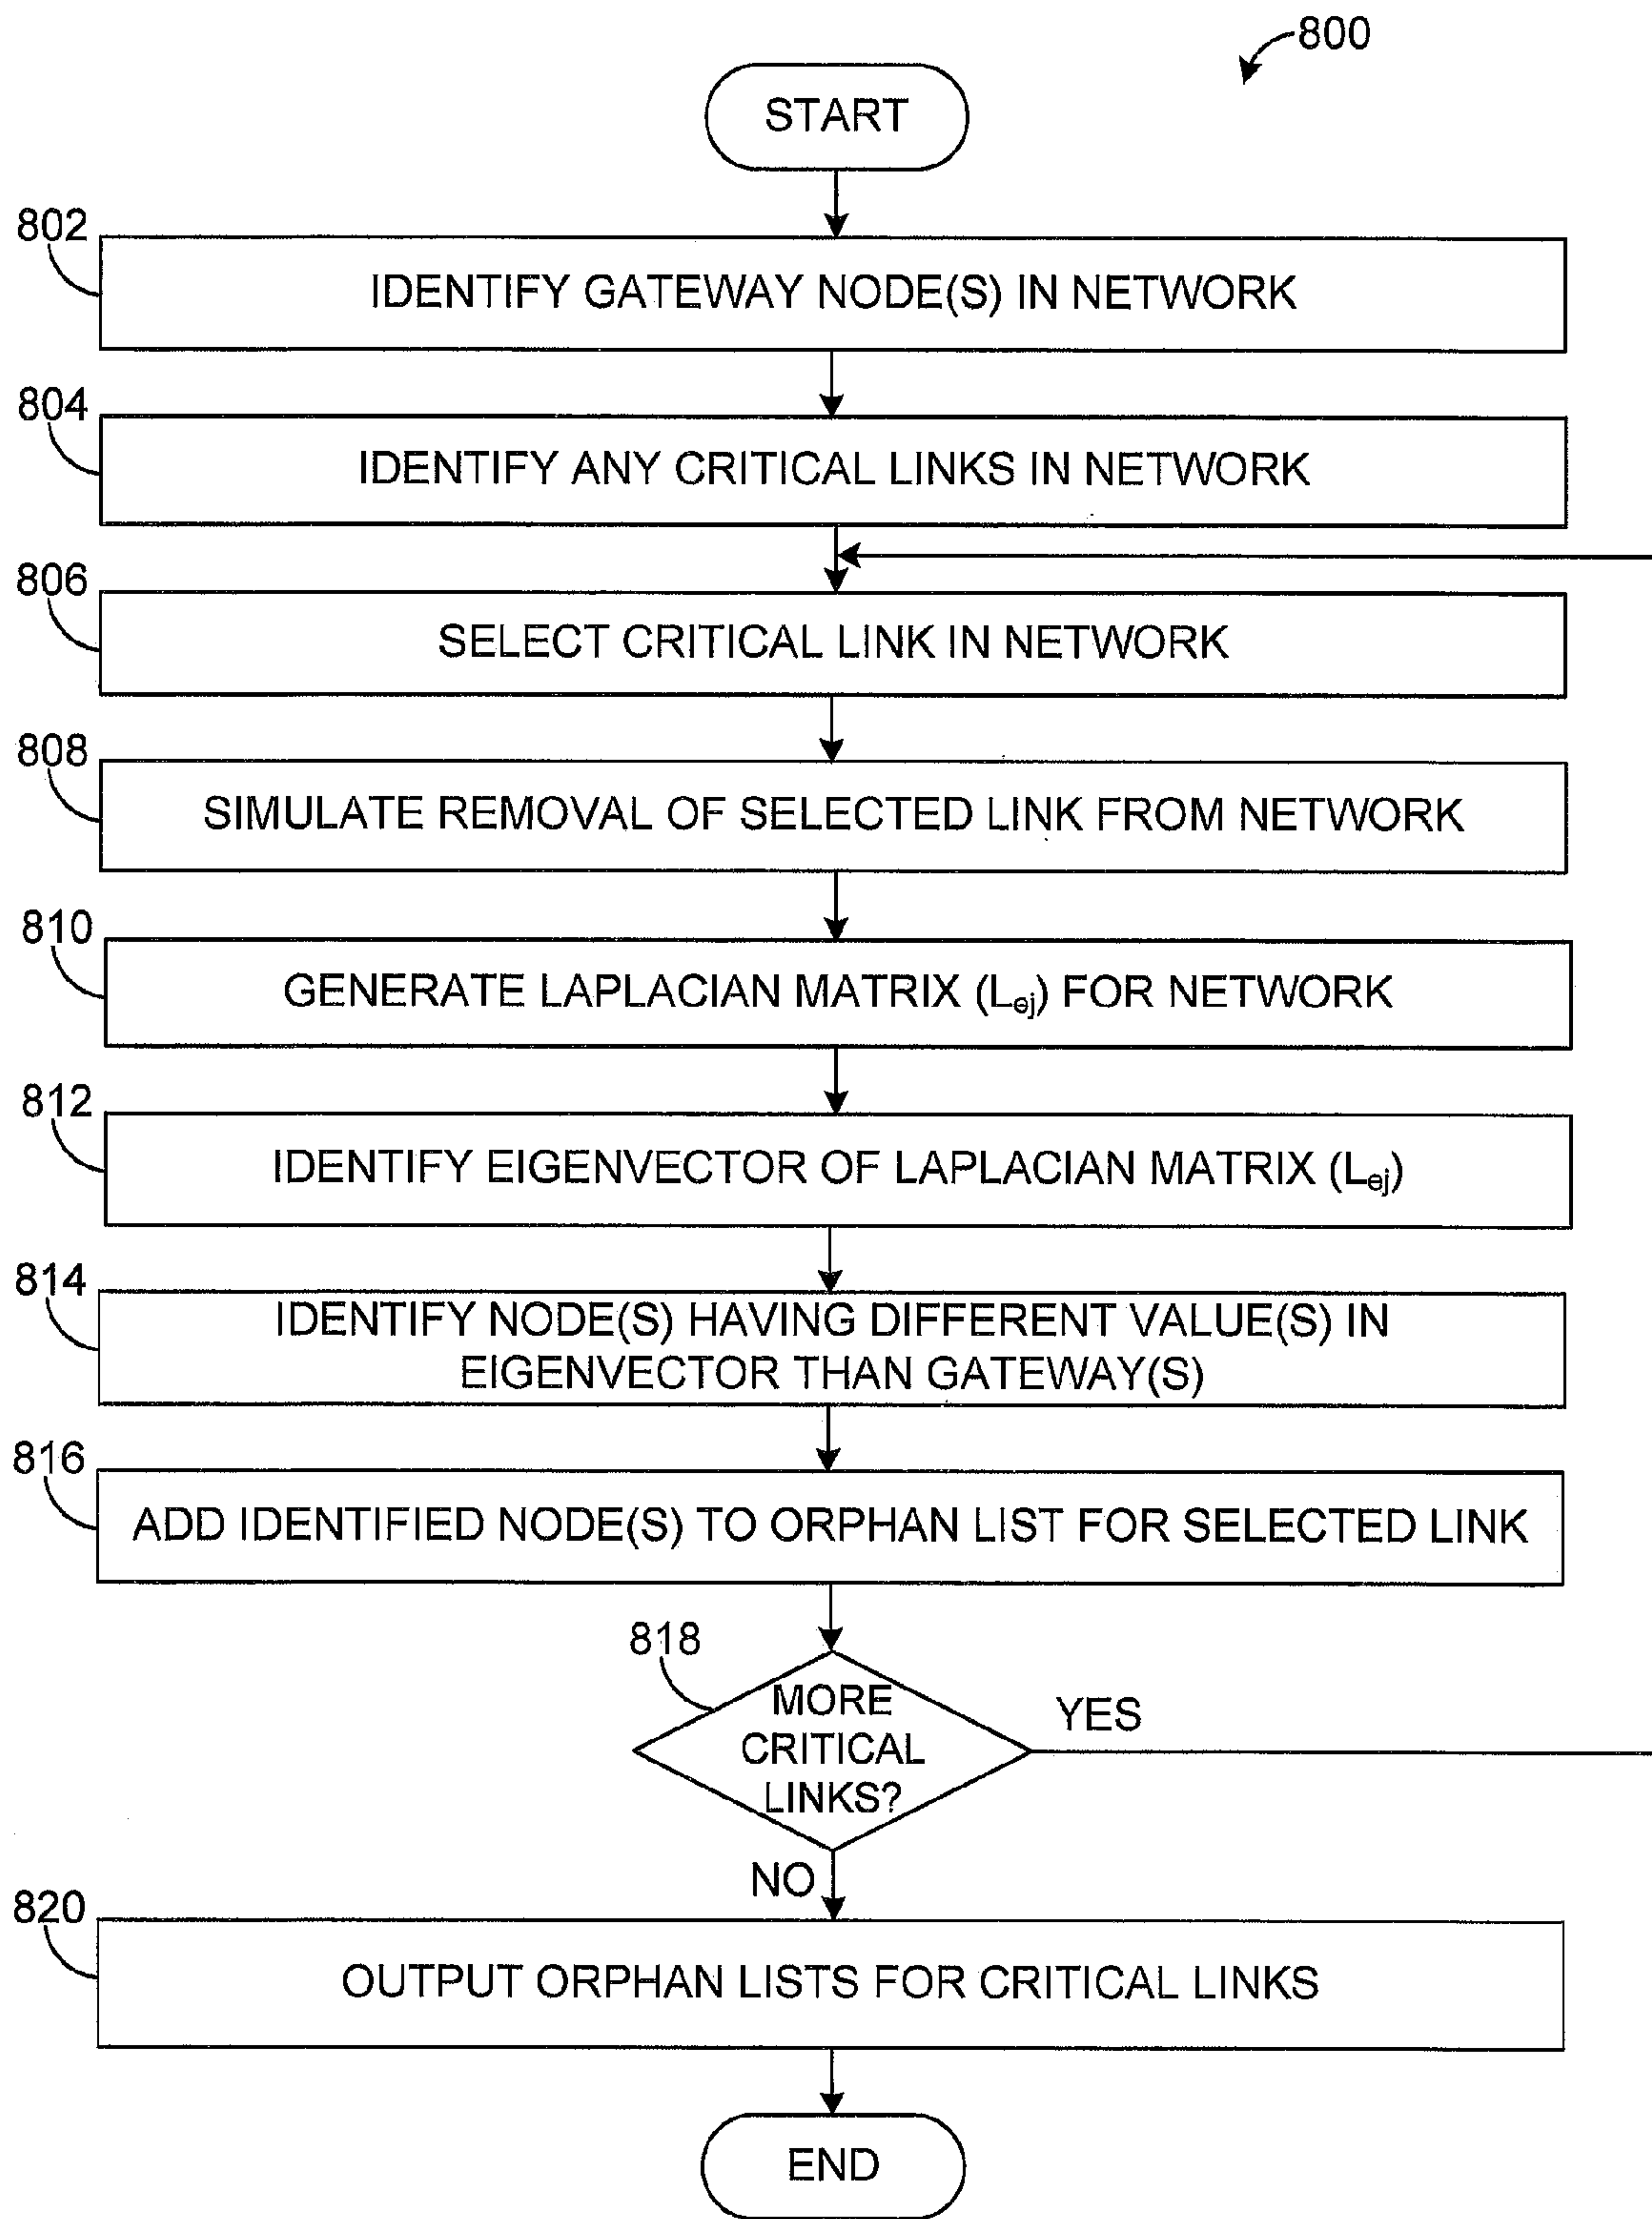 800
START
802
IDENTIFY GATEWAY NODE(S) IN NETWORK
804
IDENTIFY ANY CRITICAL LINKS IN NETWORK
806
SELECT CRITICAL LINK IN NETWORK
808
SIMULATE REMOVAL OF SELECTED LINK FROM NETWORK
810
GENERATE LAPLACIAN MATRIX (Lej) FOR NETWORK
812
IDENTIFY EIGENVECTOR OF LAPLACIAN MATRIX (Lej)
814
IDENTIFY NODE(S) HAVING DIFFERENT VALUE(S) IN
EIGENVECTOR THAN GATEWAY(S)
816
ADD IDENTIFIED NODE(S) TO ORPHAN LIST FOR SELECTED LINK
818
MORE
CRITICAL
LINKS?
YES
NO
820
OUTPUT ORPHAN LISTS FOR CRITICAL LINKS
END